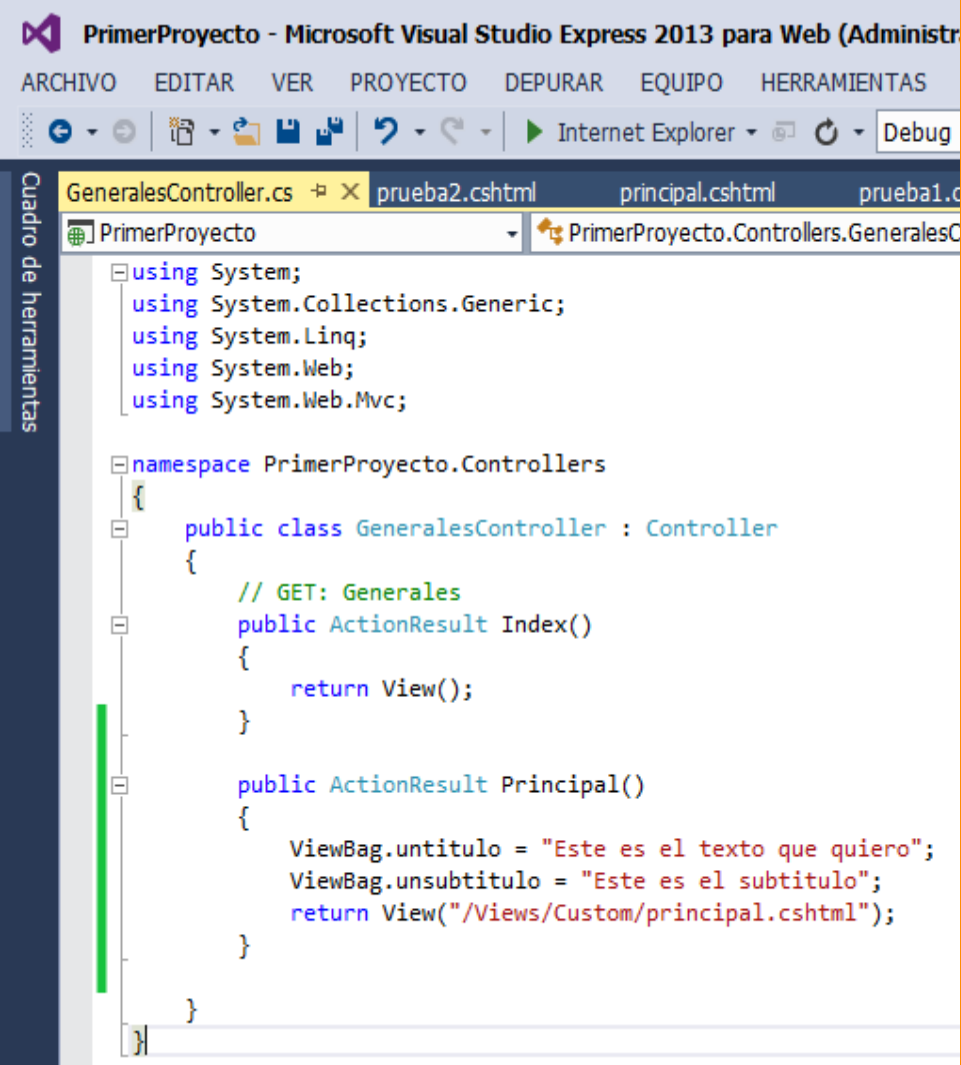 PrimerProyecto - Microsoft Visual Studio Express 2013 para Web (Administr
ARCHIVO EDITAR VER PROYECTO DEPURAR EQUIPO HERRAMIENTAS
Internet Explorer Debug
Cuadro de herramientas
GeneralesController.cs prueba2.cshtml principal.cshtml prueba1.c
PrimerProyecto PrimerProyecto.Controllers.GeneralesC
using System;
using System.Collections.Generic;
using System.Linq;
using System.Web;
using System.Web.Mvc;
namespace PrimerProyecto.Controllers
{
public class GeneralesController : Controller
{
// GET: Generales
public ActionResult Index()
{
return View();
}
public ActionResult Principal()
{
ViewBag.untitulo = "Este es el texto que quiero";
ViewBag.unsubtitulo = "Este es el subtitulo";
return View("/Views/Custom/principal.cshtml");
}
}
}